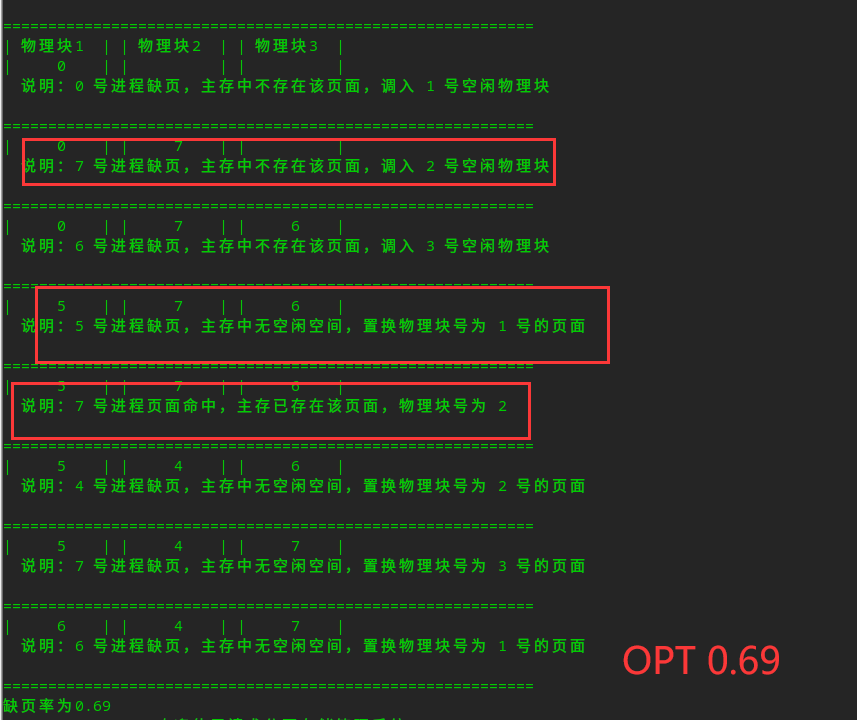 ======================================================
| 物理块1 | | 物理块2 | | 物理块3 |
| 0 | | | | |
说明: 0 号进程缺页, 主存中不存在该页面, 调入 1 号空闲物理块
======================================================
| 0 | | 7 | | |
说明: 7 号进程缺页, 主存中不存在该页面, 调入 2 号空闲物理块
======================================================
| 0 | | 7 | | 6 |
说明: 6 号进程缺页, 主存中不存在该页面, 调入 3 号空闲物理块
======================================================
| 5 | | 7 | | 6 |
说明: 5 号进程缺页, 主存中无空闲空间, 置换物理块号为 1 号的页面
======================================================
| 5 | | 7 | | 6 |
说明: 7 号进程页面命中, 主存已存在该页面, 物理块号为 2
======================================================
| 5 | | 4 | | 6 |
说明: 4 号进程缺页, 主存中无空闲空间, 置换物理块号为 2 号的页面
======================================================
| 5 | | 4 | | 7 |
说明: 7 号进程缺页, 主存中无空闲空间, 置换物理块号为 3 号的页面
======================================================
| 6 | | 4 | | 7 |
说明: 6 号进程缺页, 主存中无空闲空间, 置换物理块号为 1 号的页面
OPT 0.69
======================================================
缺页率为0.69